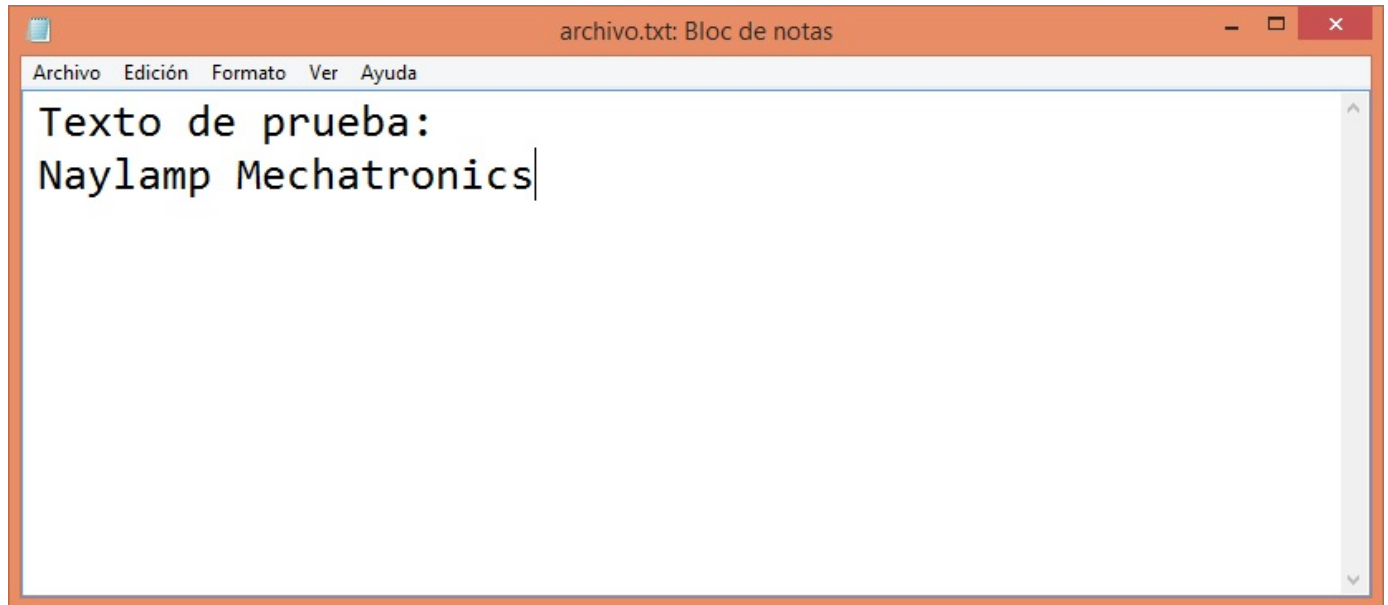 archivo.txt: Bloc de notas
Archivo Edición Formato Ver Ayuda
Texto de prueba:
Naylamp Mechatronics